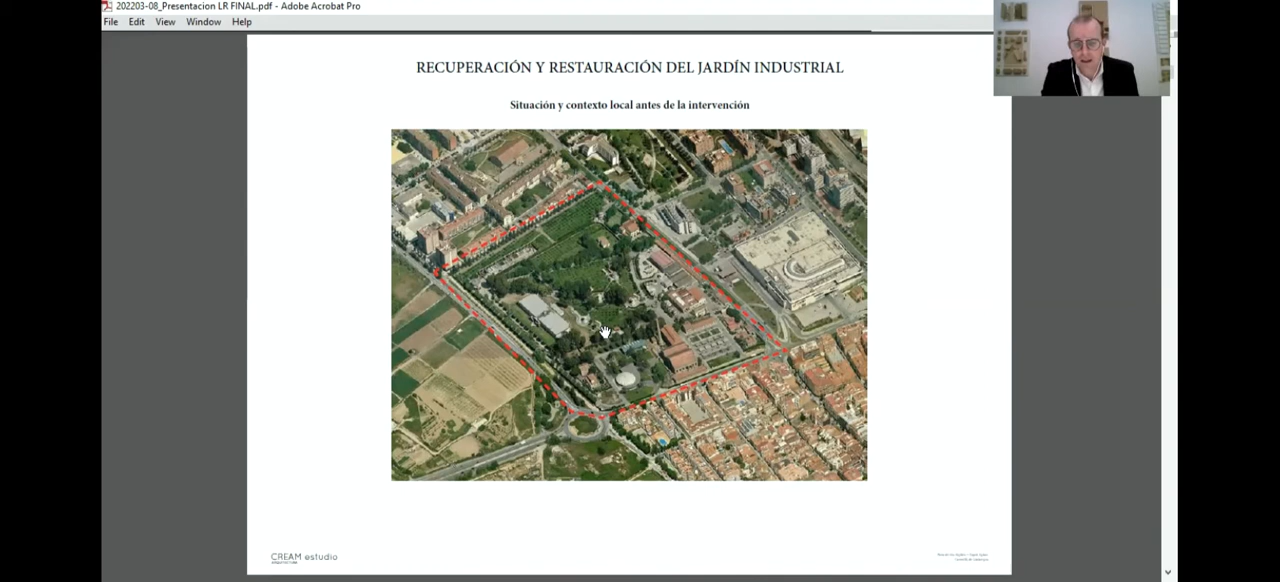 202203-08_Presentacion LR FINAL.pdf - Adobe Acrobat Pro
File Edit View Window Help
RECUPERACIÓN Y RESTAURACIÓN DEL JARDÍN INDUSTRIAL
Situación y contexto local antes de la intervención
CREAM estudio
ARQUITECTURA